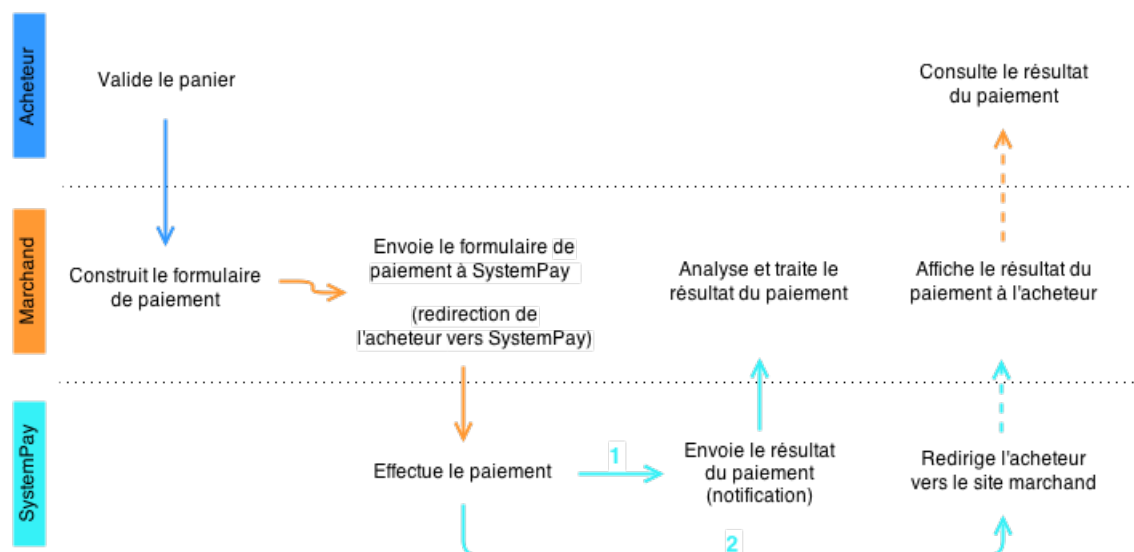 Acheteur
Valide le panier
Consulte le résultat
du paiement
Marchand
Construit le formulaire
de paiement
Envoie le formulaire de
paiement à SystemPay
(redirection de
l'acheteur vers SystemPay)
Analyse et traite le
résultat du paiement
Affiche le résultat du
paiement à l'acheteur
SystemPay
Effectue le paiement
1
Envoie le résultat
du paiement
(notification)
Redirige l'acheteur
vers le site marchand
2